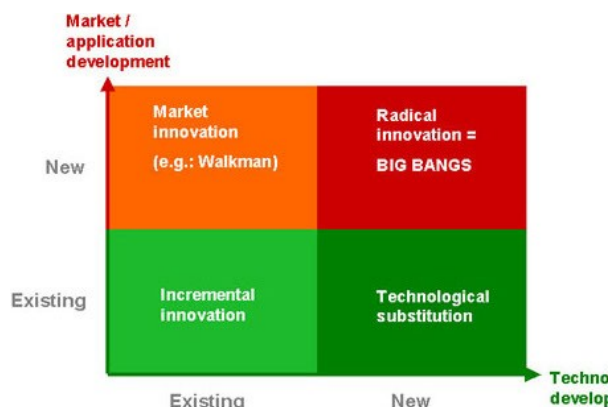 Market /
application
development
Market
innovation
(e.g.: Walkman)
Radical
innovation =
BIG BANGS
New
Incremental
innovation
Technological
substitution
Existing
Techno
develop
Existing
New